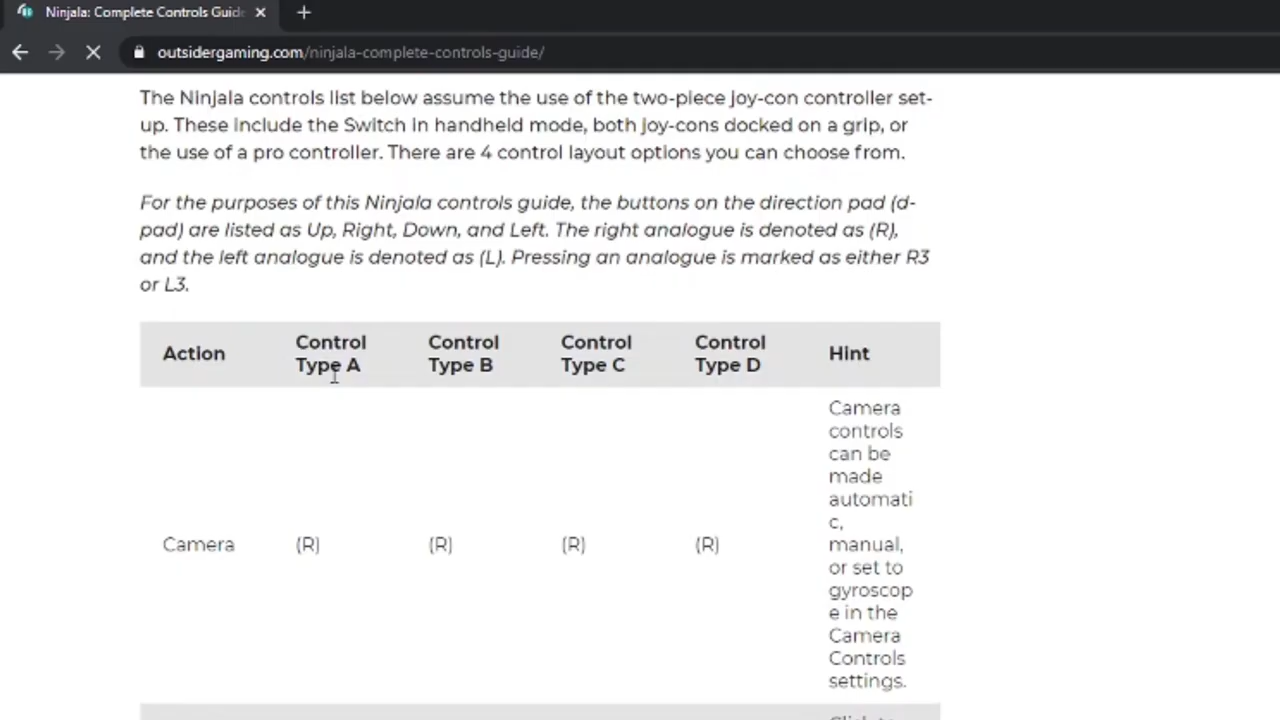 Ninjala: Complete Controls Guide
outsidergaming.com/ninjala-complete-controls-guide/
The Ninjala controls list below assume the use of the two-piece joy-con controller set-
up. These include the Switch in handheld mode, both joy-cons docked on a grip, or
the use of a pro controller. There are 4 control layout options you can choose from.
For the purposes of this Ninjala controls guide, the buttons on the direction pad (d-
pad) are listed as Up, Right, Down, and Left. The right analogue is denoted as (R),
and the left analogue is denoted as (L). Pressing an analogue is marked as either R3
or L3.
Action
Control
Type A
Control
Type B
Control
Type C
Control
Type D
Hint
Camera
(R)
(R)
(R)
(R)
Camera
controls
can be
made
automati
c,
manual,
or set to
gyroscop
e in the
Camera
Controls
settings.